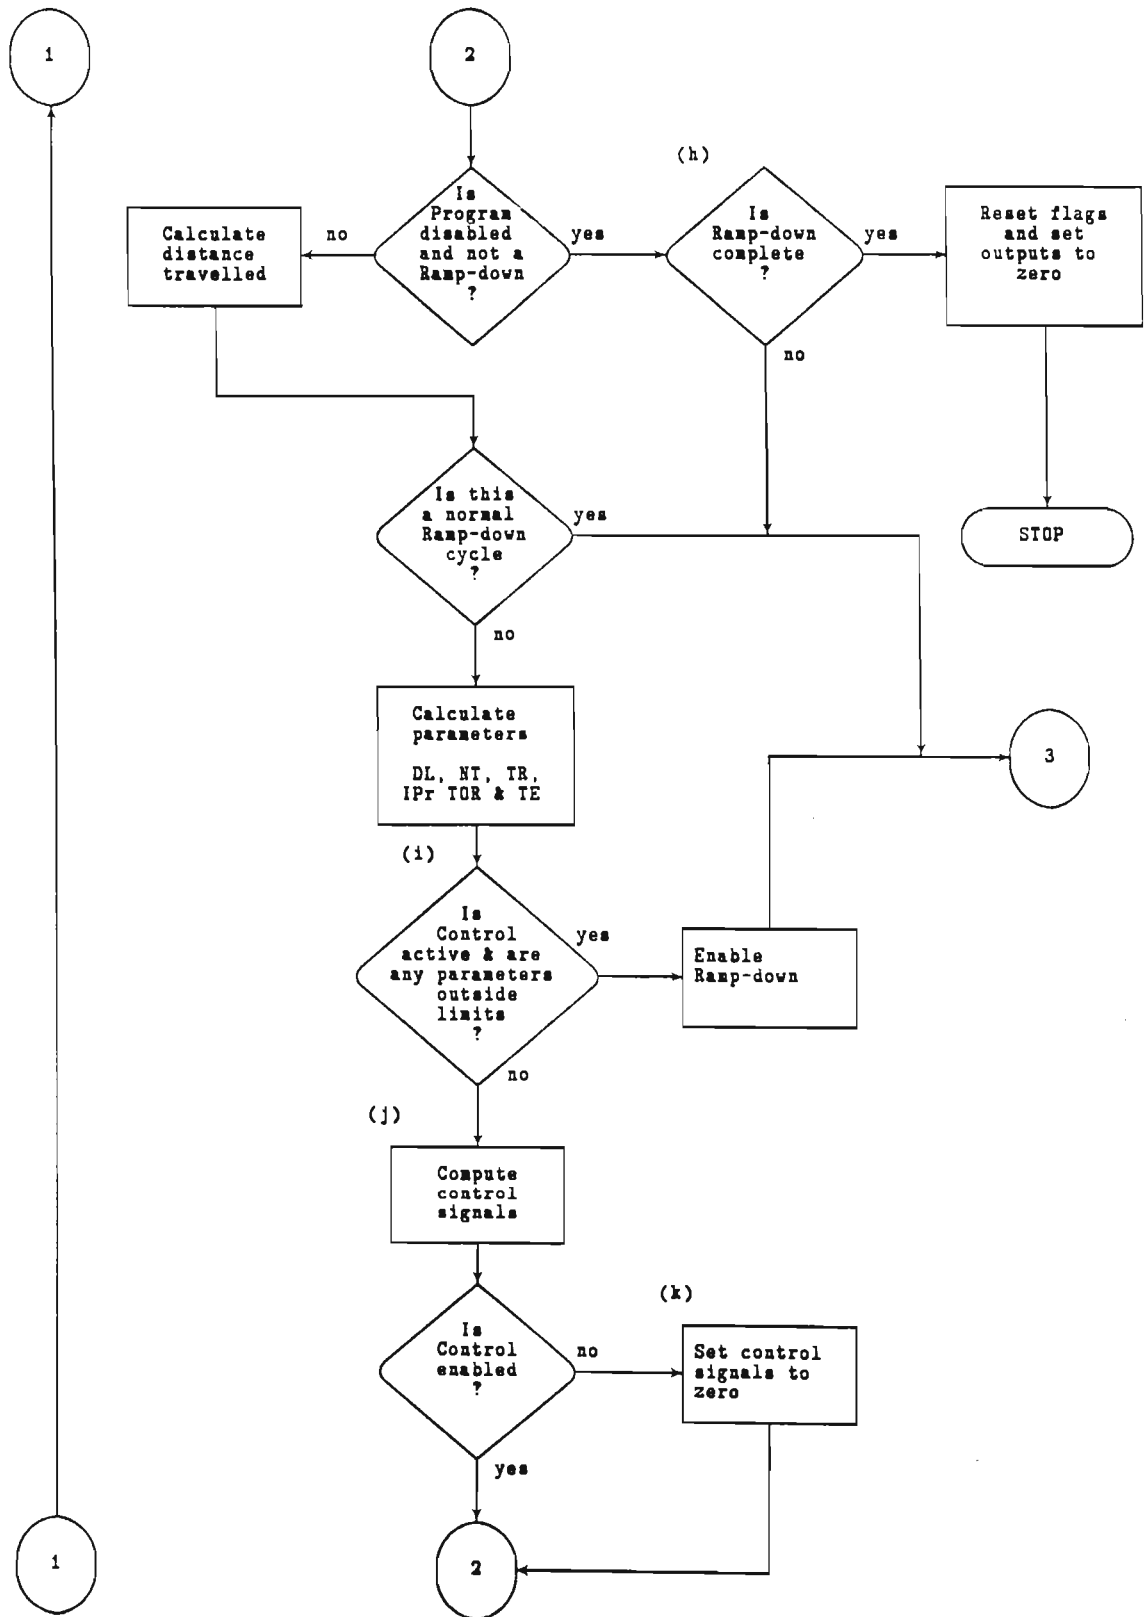 1
2
(h)
Is
Program
disabled
and not a
Ramp-down
?
no
yes
Calculate
distance
travelled
Is
Ramp-down
complete
?
yes
no
Reset flags
and set
outputs to
zero
STOP
Is this
a normal
Ramp-down
cycle
?
yes
no
Calculate
parameters
DL, NT, TR,
IPr TOR & TE
3
(i)
Is
Control
active & are
any parameters
outside
limits
?
yes
no
Enable
Ramp-down
(j)
Compute
control
signals
(k)
Is
Control
enabled
?
no
yes
Set control
signals to
zero
1
2